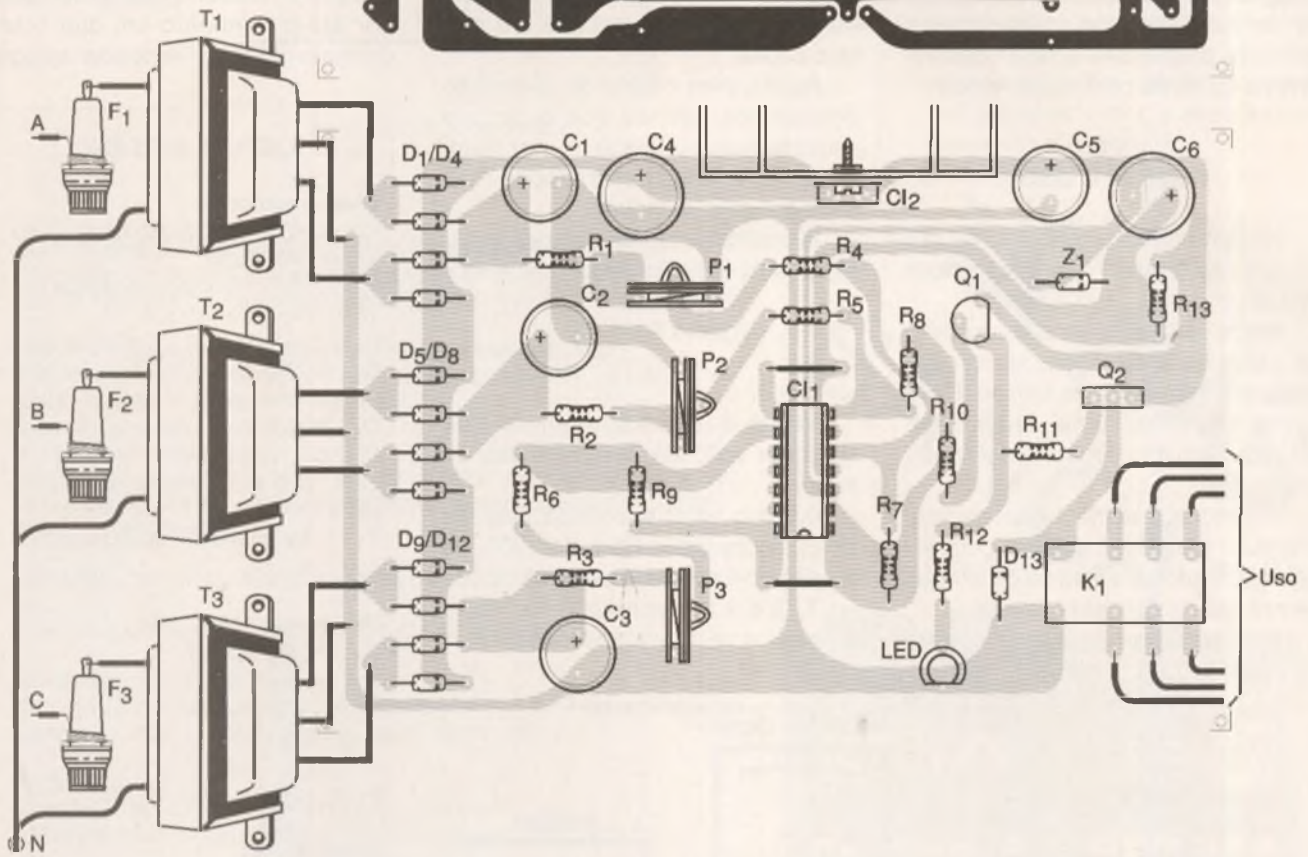 T1
F1
A
D1/D4
C1
C4
C5
C6
CI2
R1
P1
R4
Z1
Q1
R13
T2
C2
R5
R8
D5/D8
P2
F2
B
CI1
Q2
R2
R10
R11
R6
R9
R7
R12
D9/D12
T3
R3
P3
D13
K1
Uso
C3
LED
F3
C
N